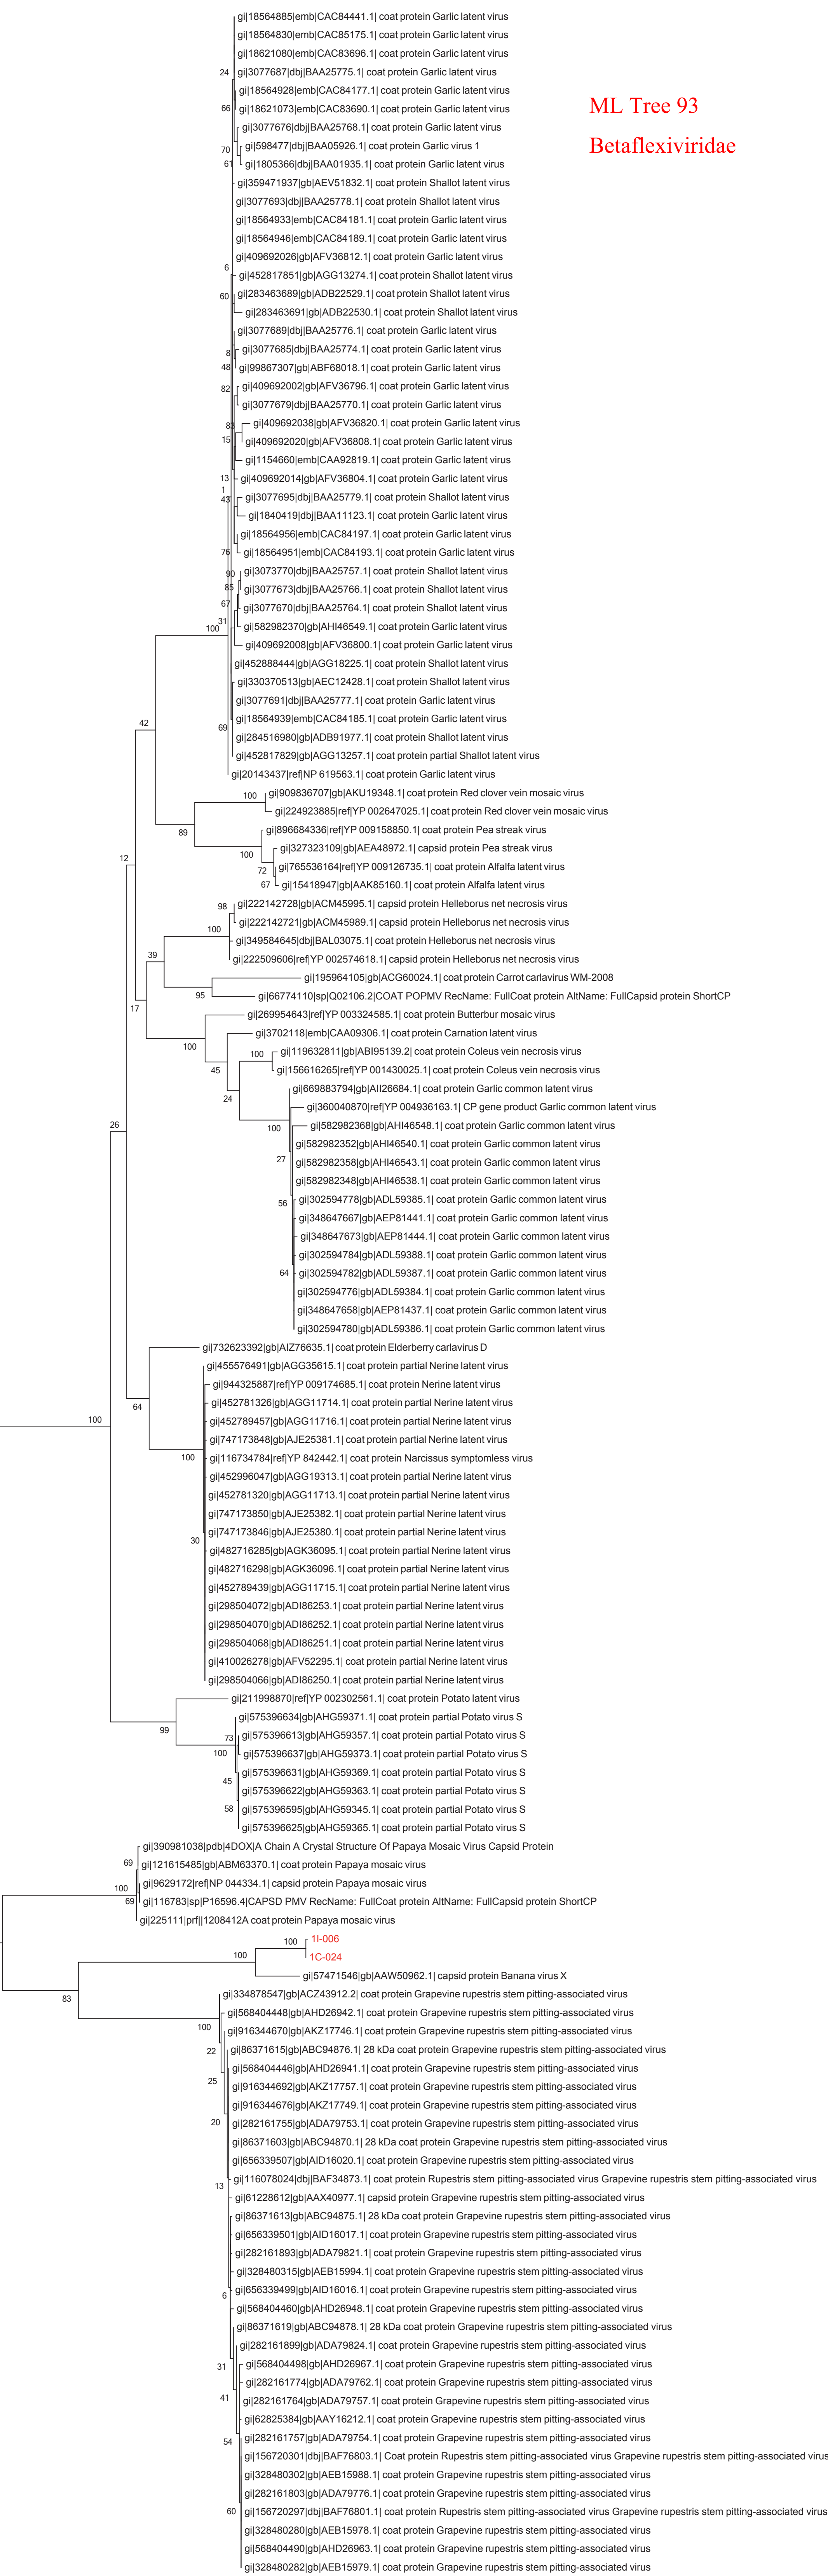 gi|18564885|emb|CAC84441.1| coat protein Garlic latent virus
gi|18564830|emb|CAC85175.1| coat protein Garlic latent virus
gi|18621080|emb|CAC83696.1| coat protein Garlic latent virus
24
gi|3077687|dbj|BAA25775.1| coat protein Garlic latent virus
gi|18564928|emb|CAC84177.1| coat protein Garlic latent virus
ML Tree 93
66
gi|18621073|emb|CAC83690.1| coat protein Garlic latent virus
gi|3077676|dbj|BAA25768.1| coat protein Garlic latent virus
Betaflexiviridae
70
gi|598477|dbj|BAA05926.1| coat protein Garlic virus 1
61
gi|1805366|dbj|BAA01935.1| coat protein Garlic latent virus
gi|359471937|gb|AEV51832.1| coat protein Shallot latent virus
gi|3077693|dbj|BAA25778.1| coat protein Shallot latent virus
gi|18564933|emb|CAC84181.1| coat protein Garlic latent virus
gi|18564946|emb|CAC84189.1| coat protein Garlic latent virus
gi|409692026|gb|AFV36812.1| coat protein Garlic latent virus
6
gi|452817851|gb|AGG13274.1| coat protein Shallot latent virus
60
gi|283463689|gb|ADB22529.1| coat protein Shallot latent virus
gi|283463691|gb|ADB22530.1| coat protein Shallot latent virus
gi|3077689|dbj|BAA25776.1| coat protein Garlic latent virus
8
gi|3077685|dbj|BAA25774.1| coat protein Garlic latent virus
48
gi|99867307|gb|ABF68018.1| coat protein Garlic latent virus
82
gi|409692002|gb|AFV36796.1| coat protein Garlic latent virus
gi|3077679|dbj|BAA25770.1| coat protein Garlic latent virus
83
gi|409692038|gb|AFV36820.1| coat protein Garlic latent virus
15
gi|409692020|gb|AFV36808.1| coat protein Garlic latent virus
gi|1154660|emb|CAA92819.1| coat protein Garlic latent virus
13
gi|409692014|gb|AFV36804.1| coat protein Garlic latent virus
1
43
gi|3077695|dbj|BAA25779.1| coat protein Shallot latent virus
gi|1840419|dbj|BAA11123.1| coat protein Garlic latent virus
gi|18564956|emb|CAC84197.1| coat protein Garlic latent virus
76
gi|18564951|emb|CAC84193.1| coat protein Garlic latent virus
90
gi|3073770|dbj|BAA25757.1| coat protein Shallot latent virus
85
gi|3077673|dbj|BAA25766.1| coat protein Shallot latent virus
67
gi|3077670|dbj|BAA25764.1| coat protein Shallot latent virus
31
100
gi|582982370|gb|AHI46549.1| coat protein Garlic latent virus
gi|409692008|gb|AFV36800.1| coat protein Garlic latent virus
gi|452888444|gb|AGG18225.1| coat protein Shallot latent virus
gi|330370513|gb|AEC12428.1| coat protein Shallot latent virus
gi|3077691|dbj|BAA25777.1| coat protein Garlic latent virus
42
gi|18564939|emb|CAC84185.1| coat protein Garlic latent virus
69
gi|284516980|gb|ADB91977.1| coat protein Shallot latent virus
gi|452817829|gb|AGG13257.1| coat protein partial Shallot latent virus
gi|20143437|ref|NP 619563.1| coat protein Garlic latent virus
100
gi|909836707|gb|AKU19348.1| coat protein Red clover vein mosaic virus
gi|224923885|ref|YP 002647025.1| coat protein Red clover vein mosaic virus
89
gi|896684336|ref|YP 009158850.1| coat protein Pea streak virus
100
gi|327323109|gb|AEA48972.1| capsid protein Pea streak virus
12
72
gi|765536164|ref|YP 009126735.1| coat protein Alfalfa latent virus
67
gi|15418947|gb|AAK85160.1| coat protein Alfalfa latent virus
98
gi|222142728|gb|ACM45995.1| capsid protein Helleborus net necrosis virus
gi|222142721|gb|ACM45989.1| capsid protein Helleborus net necrosis virus
100
gi|349584645|dbj|BAL03075.1| coat protein Helleborus net necrosis virus
39
gi|222509606|ref|YP 002574618.1| capsid protein Helleborus net necrosis virus
gi|195964105|gb|ACG60024.1| coat protein Carrot carlavirus WM-2008
95
gi|66774110|sp|Q02106.2|COAT POPMV RecName: FullCoat protein AltName: FullCapsid protein ShortCP
17
gi|269954643|ref|YP 003324585.1| coat protein Butterbur mosaic virus
gi|3702118|emb|CAA09306.1| coat protein Carnation latent virus
100
100
gi|119632811|gb|ABI95139.2| coat protein Coleus vein necrosis virus
45
gi|156616265|ref|YP 001430025.1| coat protein Coleus vein necrosis virus
gi|669883794|gb|AII26684.1| coat protein Garlic common latent virus
24
gi|360040870|ref|YP 004936163.1| CP gene product Garlic common latent virus
26
100
gi|582982368|gb|AHI46548.1| coat protein Garlic common latent virus
gi|582982352|gb|AHI46540.1| coat protein Garlic common latent virus
27
gi|582982358|gb|AHI46543.1| coat protein Garlic common latent virus
gi|582982348|gb|AHI46538.1| coat protein Garlic common latent virus
56
gi|302594778|gb|ADL59385.1| coat protein Garlic common latent virus
gi|348647667|gb|AEP81441.1| coat protein Garlic common latent virus
gi|348647673|gb|AEP81444.1| coat protein Garlic common latent virus
gi|302594784|gb|ADL59388.1| coat protein Garlic common latent virus
64
gi|302594782|gb|ADL59387.1| coat protein Garlic common latent virus
gi|302594776|gb|ADL59384.1| coat protein Garlic common latent virus
gi|348647658|gb|AEP81437.1| coat protein Garlic common latent virus
gi|302594780|gb|ADL59386.1| coat protein Garlic common latent virus
gi|732623392|gb|AIZ76635.1| coat protein Elderberry carlavirus D
gi|455576491|gb|AGG35615.1| coat protein partial Nerine latent virus
gi|944325887|ref|YP 009174685.1| coat protein Nerine latent virus
64
gi|452781326|gb|AGG11714.1| coat protein partial Nerine latent virus
100
gi|452789457|gb|AGG11716.1| coat protein partial Nerine latent virus
gi|747173848|gb|AJE25381.1| coat protein partial Nerine latent virus
100
gi|116734784|ref|YP 842442.1| coat protein Narcissus symptomless virus
gi|452996047|gb|AGG19313.1| coat protein partial Nerine latent virus
gi|452781320|gb|AGG11713.1| coat protein partial Nerine latent virus
gi|747173850|gb|AJE25382.1| coat protein partial Nerine latent virus
gi|747173846|gb|AJE25380.1| coat protein partial Nerine latent virus
30
gi|482716285|gb|AGK36095.1| coat protein partial Nerine latent virus
gi|482716298|gb|AGK36096.1| coat protein partial Nerine latent virus
gi|452789439|gb|AGG11715.1| coat protein partial Nerine latent virus
gi|298504072|gb|ADI86253.1| coat protein partial Nerine latent virus
gi|298504070|gb|ADI86252.1| coat protein partial Nerine latent virus
gi|298504068|gb|ADI86251.1| coat protein partial Nerine latent virus
gi|410026278|gb|AFV52295.1| coat protein partial Nerine latent virus
gi|298504066|gb|ADI86250.1| coat protein partial Nerine latent virus
gi|211998870|ref|YP 002302561.1| coat protein Potato latent virus
gi|575396634|gb|AHG59371.1| coat protein partial Potato virus S
99
73
gi|575396613|gb|AHG59357.1| coat protein partial Potato virus S
100
gi|575396637|gb|AHG59373.1| coat protein partial Potato virus S
gi|575396631|gb|AHG59369.1| coat protein partial Potato virus S
45
gi|575396622|gb|AHG59363.1| coat protein partial Potato virus S
58
gi|575396595|gb|AHG59345.1| coat protein partial Potato virus S
gi|575396625|gb|AHG59365.1| coat protein partial Potato virus S
gi|390981038|pdb|4DOX|A Chain A Crystal Structure Of Papaya Mosaic Virus Capsid Protein
69
gi|121615485|gb|ABM63370.1| coat protein Papaya mosaic virus
100
gi|9629172|ref|NP 044334.1| capsid protein Papaya mosaic virus
69
gi|116783|sp|P16596.4|CAPSD PMV RecName: FullCoat protein AltName: FullCapsid protein ShortCP
gi|225111|prf||1208412A coat protein Papaya mosaic virus
100
1I-006
100
1C-024
gi|57471546|gb|AAW50962.1| capsid protein Banana virus X
83
gi|334878547|gb|ACZ43912.2| coat protein Grapevine rupestris stem pitting-associated virus
gi|568404448|gb|AHD26942.1| coat protein Grapevine rupestris stem pitting-associated virus
100
gi|916344670|gb|AKZ17746.1| coat protein Grapevine rupestris stem pitting-associated virus
22
gi|86371615|gb|ABC94876.1| 28 kDa coat protein Grapevine rupestris stem pitting-associated virus
gi|568404446|gb|AHD26941.1| coat protein Grapevine rupestris stem pitting-associated virus
25
gi|916344692|gb|AKZ17757.1| coat protein Grapevine rupestris stem pitting-associated virus
gi|916344676|gb|AKZ17749.1| coat protein Grapevine rupestris stem pitting-associated virus
20
gi|282161755|gb|ADA79753.1| coat protein Grapevine rupestris stem pitting-associated virus
gi|86371603|gb|ABC94870.1| 28 kDa coat protein Grapevine rupestris stem pitting-associated virus
gi|656339507|gb|AID16020.1| coat protein Grapevine rupestris stem pitting-associated virus
gi|116078024|dbj|BAF34873.1| coat protein Rupestris stem pitting-associated virus Grapevine rupestris stem pitting-associated virus
13
gi|61228612|gb|AAX40977.1| capsid protein Grapevine rupestris stem pitting-associated virus
gi|86371613|gb|ABC94875.1| 28 kDa coat protein Grapevine rupestris stem pitting-associated virus
gi|656339501|gb|AID16017.1| coat protein Grapevine rupestris stem pitting-associated virus
gi|282161893|gb|ADA79821.1| coat protein Grapevine rupestris stem pitting-associated virus
gi|328480315|gb|AEB15994.1| coat protein Grapevine rupestris stem pitting-associated virus
gi|656339499|gb|AID16016.1| coat protein Grapevine rupestris stem pitting-associated virus
6
gi|568404460|gb|AHD26948.1| coat protein Grapevine rupestris stem pitting-associated virus
gi|86371619|gb|ABC94878.1| 28 kDa coat protein Grapevine rupestris stem pitting-associated virus
gi|282161899|gb|ADA79824.1| coat protein Grapevine rupestris stem pitting-associated virus
31
gi|568404498|gb|AHD26967.1| coat protein Grapevine rupestris stem pitting-associated virus
gi|282161774|gb|ADA79762.1| coat protein Grapevine rupestris stem pitting-associated virus
41
gi|282161764|gb|ADA79757.1| coat protein Grapevine rupestris stem pitting-associated virus
gi|62825384|gb|AAY16212.1| coat protein Grapevine rupestris stem pitting-associated virus
54
gi|282161757|gb|ADA79754.1| coat protein Grapevine rupestris stem pitting-associated virus
gi|156720301|dbj|BAF76803.1| Coat protein Rupestris stem pitting-associated virus Grapevine rupestris stem pitting-associated virus
gi|328480302|gb|AEB15988.1| coat protein Grapevine rupestris stem pitting-associated virus
gi|282161803|gb|ADA79776.1| coat protein Grapevine rupestris stem pitting-associated virus
60
gi|156720297|dbj|BAF76801.1| coat protein Rupestris stem pitting-associated virus Grapevine rupestris stem pitting-associated virus
gi|328480280|gb|AEB15978.1| coat protein Grapevine rupestris stem pitting-associated virus
gi|568404490|gb|AHD26963.1| coat protein Grapevine rupestris stem pitting-associated virus
gi|328480282|gb|AEB15979.1| coat protein Grapevine rupestris stem pitting-associated virus